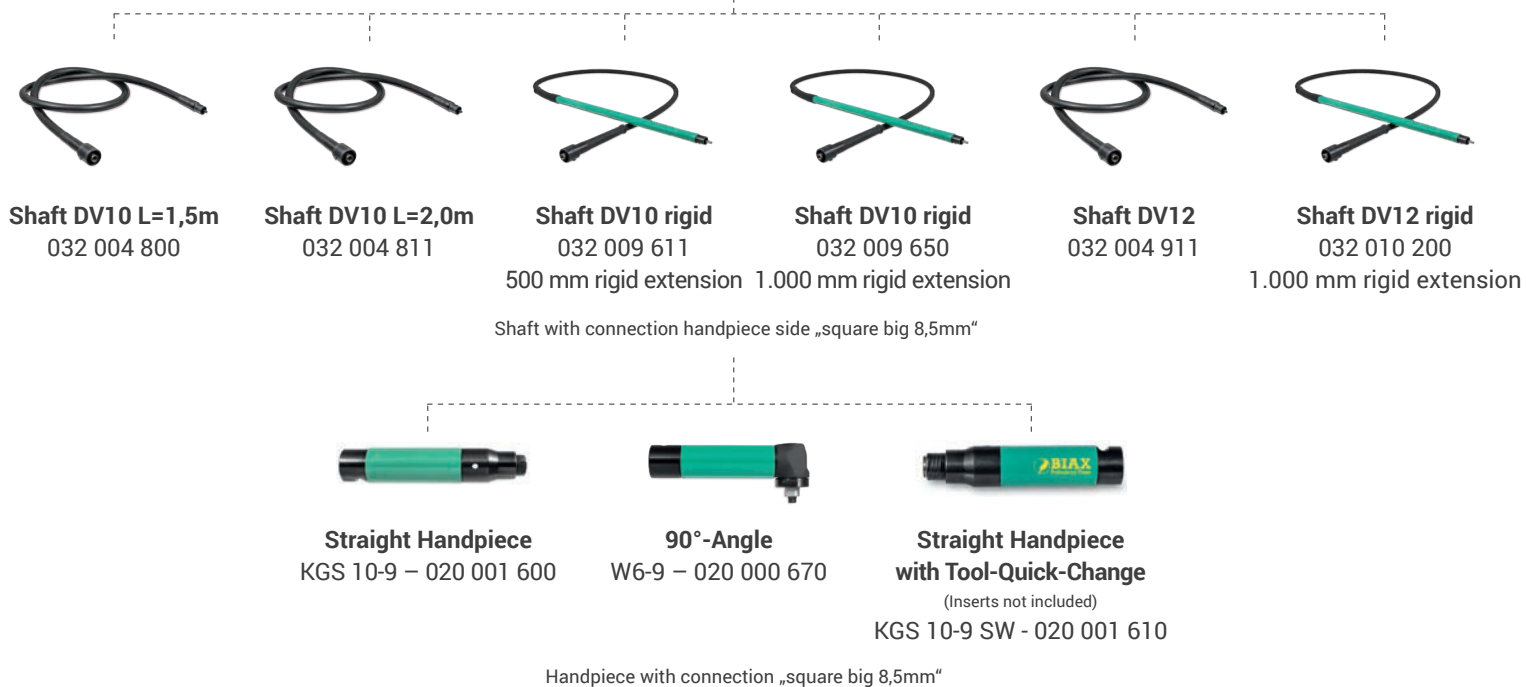 Shaft DV10 L=1,5m
032 004 800
Shaft DV10 L=2,0m
032 004 811
Shaft DV10 rigid
032 009 611
500 mm rigid extension
Shaft DV10 rigid
032 009 650
1.000 mm rigid extension
Shaft DV12
032 004 911
Shaft DV12 rigid
032 010 200
1.000 mm rigid extension
Shaft with connection handpiece side „square big 8,5mm“
BIAX
Straight Handpiece
KGS 10-9 – 020 001 600
90°-Angle
W6-9 – 020 000 670
Straight Handpiece
with Tool-Quick-Change
(Inserts not included)
KGS 10-9 SW - 020 001 610
Handpiece with connection „square big 8,5mm“